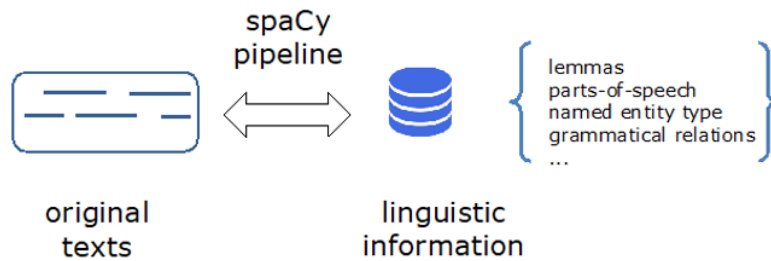 spaCy
pipeline
lemmas
parts-of-speech
named entity type
grammatical relations
...
original
texts
linguistic
information